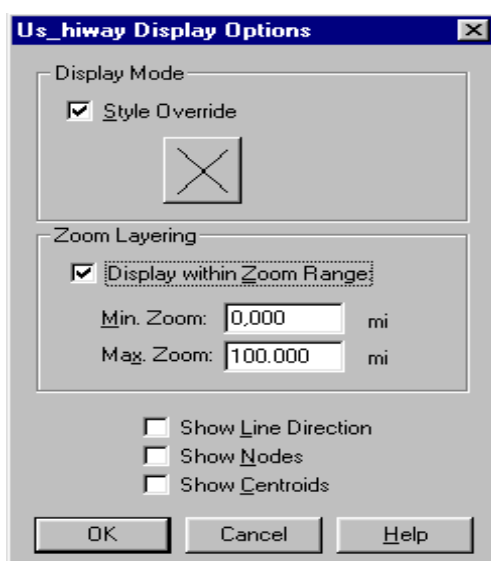 Us_hiway Display Options
Display Mode
Style Override
Zoom Layering
Display within Zoom Range
Min. Zoom: 0,000 mi
Max. Zoom: 100.000 mi
Show Line Direction
Show Nodes
Show Centroids
OK Cancel Help